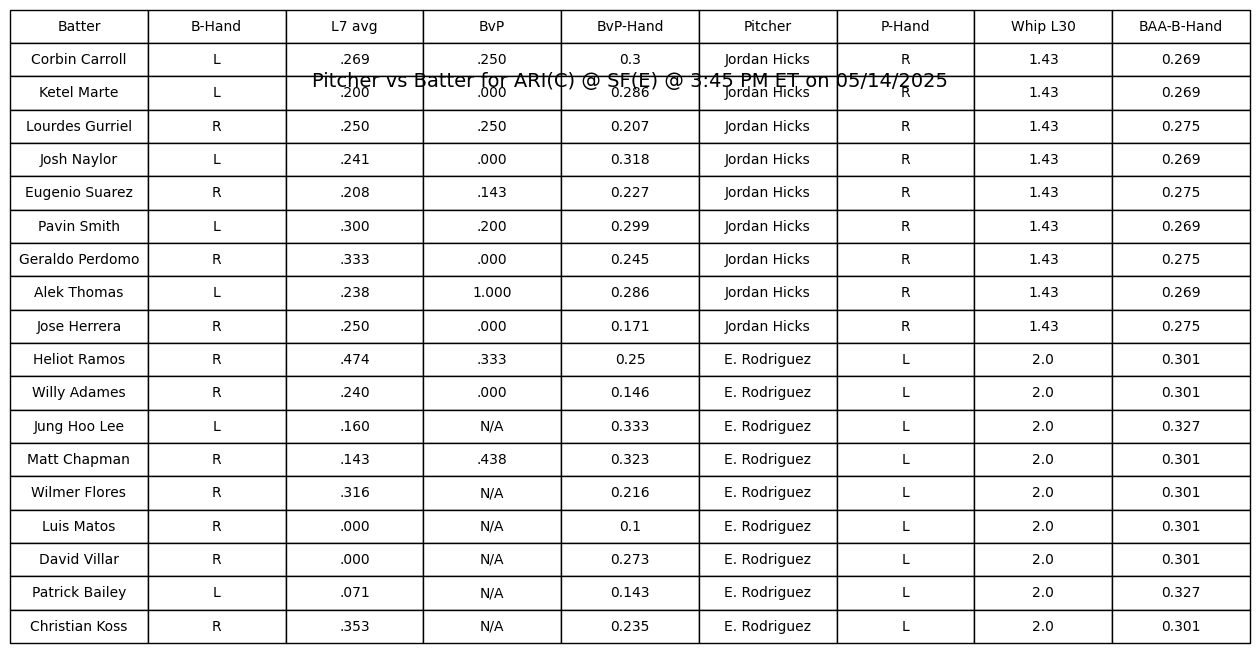 Batter B-Hand L7 avg BvP BvP-Hand Pitcher P-Hand Whip L30 BAA-B-Hand
Corbin Carroll L .269 .250 0.3 Jordan Hicks R 1.43 0.269
Pitcher vs Batter for ARI(C) @ SF(E) @ 3:45 PM ET on 05/14/2025
Ketel Marte L .200 .000 0.286 Jordan Hicks R 1.43 0.269
Lourdes Gurriel R .250 .250 0.207 Jordan Hicks R 1.43 0.275
Josh Naylor L .241 .000 0.318 Jordan Hicks R 1.43 0.269
Eugenio Suarez R .208 .143 0.227 Jordan Hicks R 1.43 0.275
Pavin Smith L .300 .200 0.299 Jordan Hicks R 1.43 0.269
Geraldo Perdomo R .333 .000 0.245 Jordan Hicks R 1.43 0.275
Alek Thomas L .238 1.000 0.286 Jordan Hicks R 1.43 0.269
Jose Herrera R .250 .000 0.171 Jordan Hicks R 1.43 0.275
Heliot Ramos R .474 .333 0.25 E. Rodriguez L 2.0 0.301
Willy Adames R .240 .000 0.146 E. Rodriguez L 2.0 0.301
Jung Hoo Lee L .160 N/A 0.333 E. Rodriguez L 2.0 0.327
Matt Chapman R .143 .438 0.323 E. Rodriguez L 2.0 0.301
Wilmer Flores R .316 N/A 0.216 E. Rodriguez L 2.0 0.301
Luis Matos R .000 N/A 0.1 E. Rodriguez L 2.0 0.301
David Villar R .000 N/A 0.273 E. Rodriguez L 2.0 0.301
Patrick Bailey L .071 N/A 0.143 E. Rodriguez L 2.0 0.327
Christian Koss R .353 N/A 0.235 E. Rodriguez L 2.0 0.301